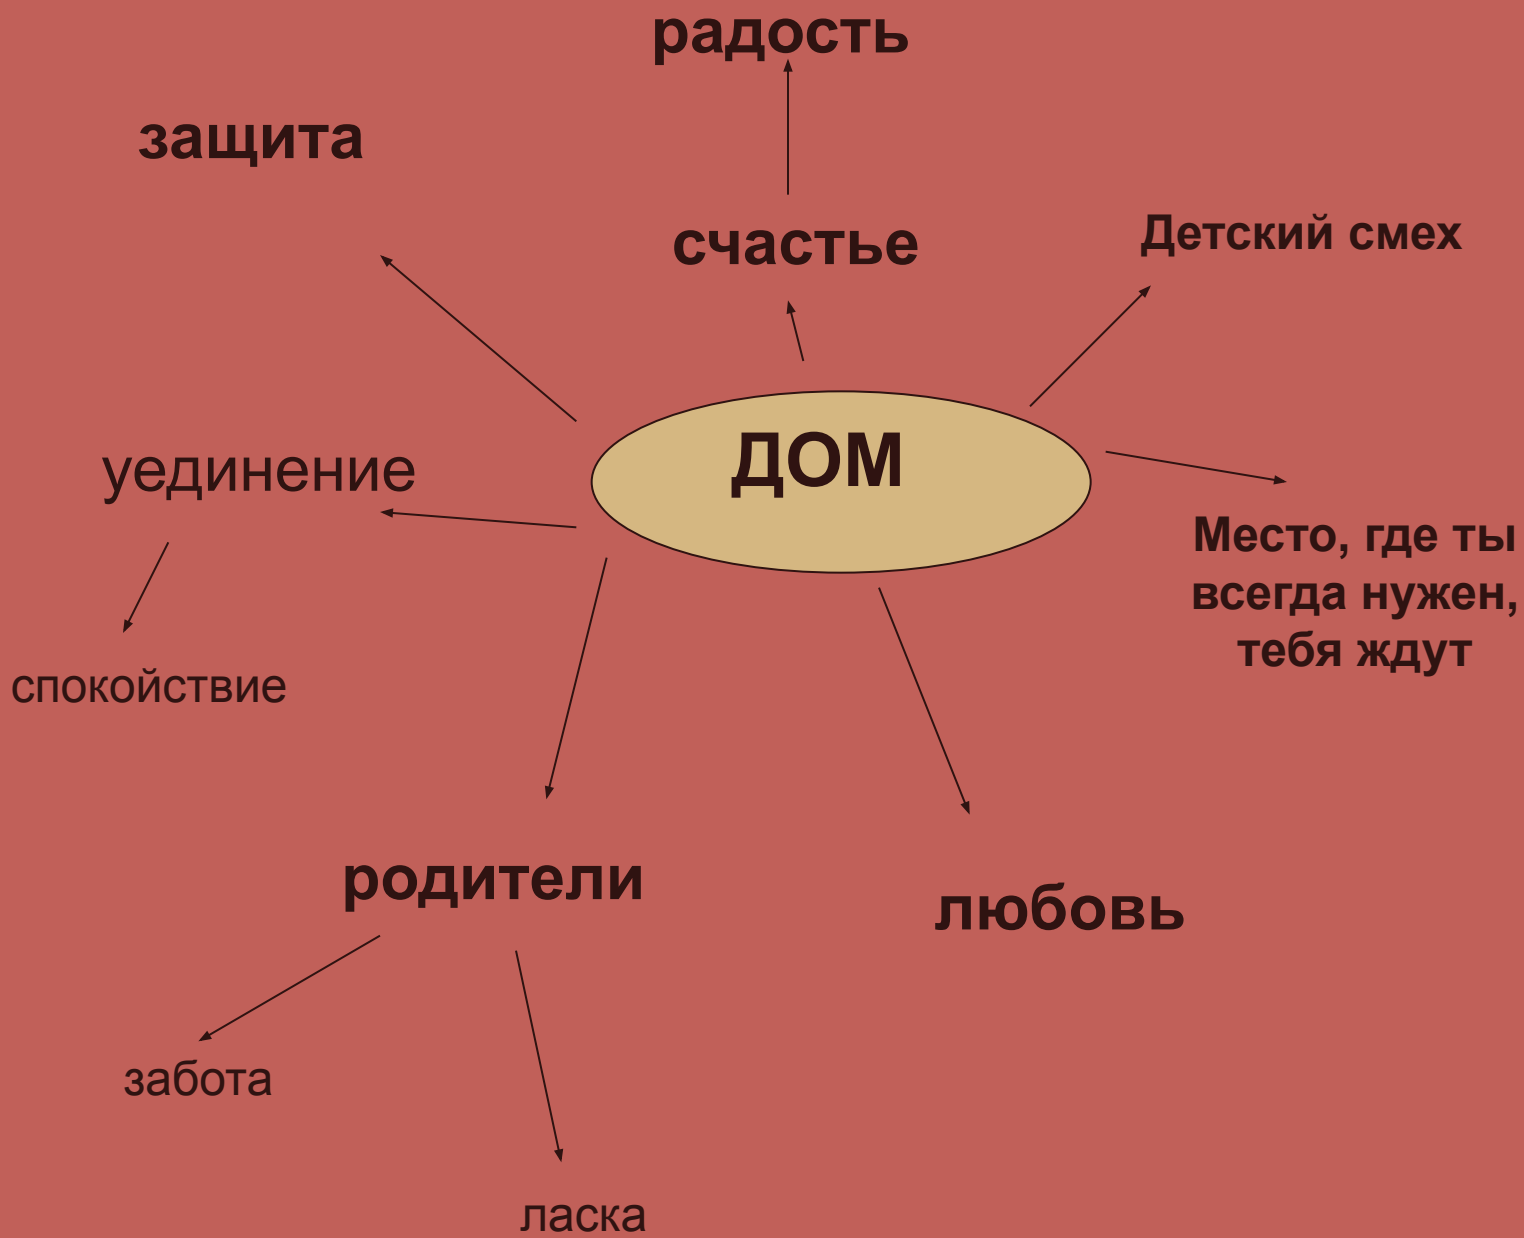 радость
защита
счастье
Детский смех
ДОМ
уединение
Место, где ты
всегда нужен,
тебя ждут
спокойствие
родители
любовь
забота
ласка